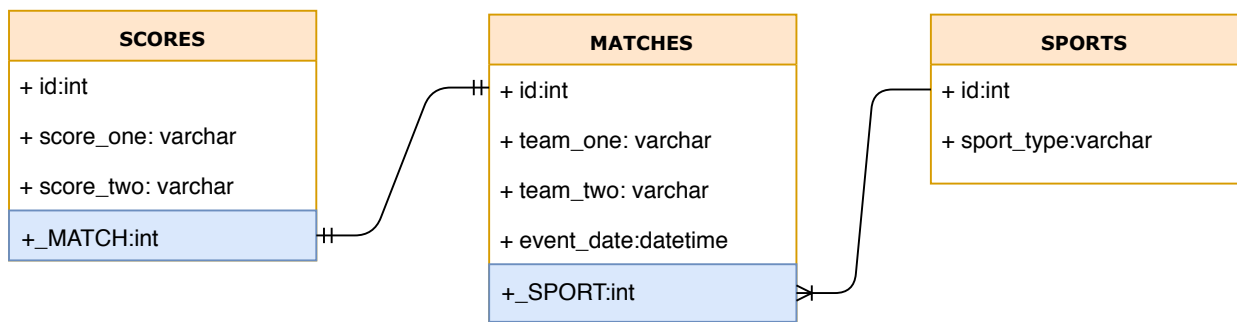 SCORES
+ id:int
+ score_one: varchar
+ score_two: varchar
+_MATCH:int
MATCHES
+ id:int
+ team_one: varchar
+ team_two: varchar
+ event_date:datetime
+_SPORT:int
SPORTS
+ id:int
+ sport_type:varchar